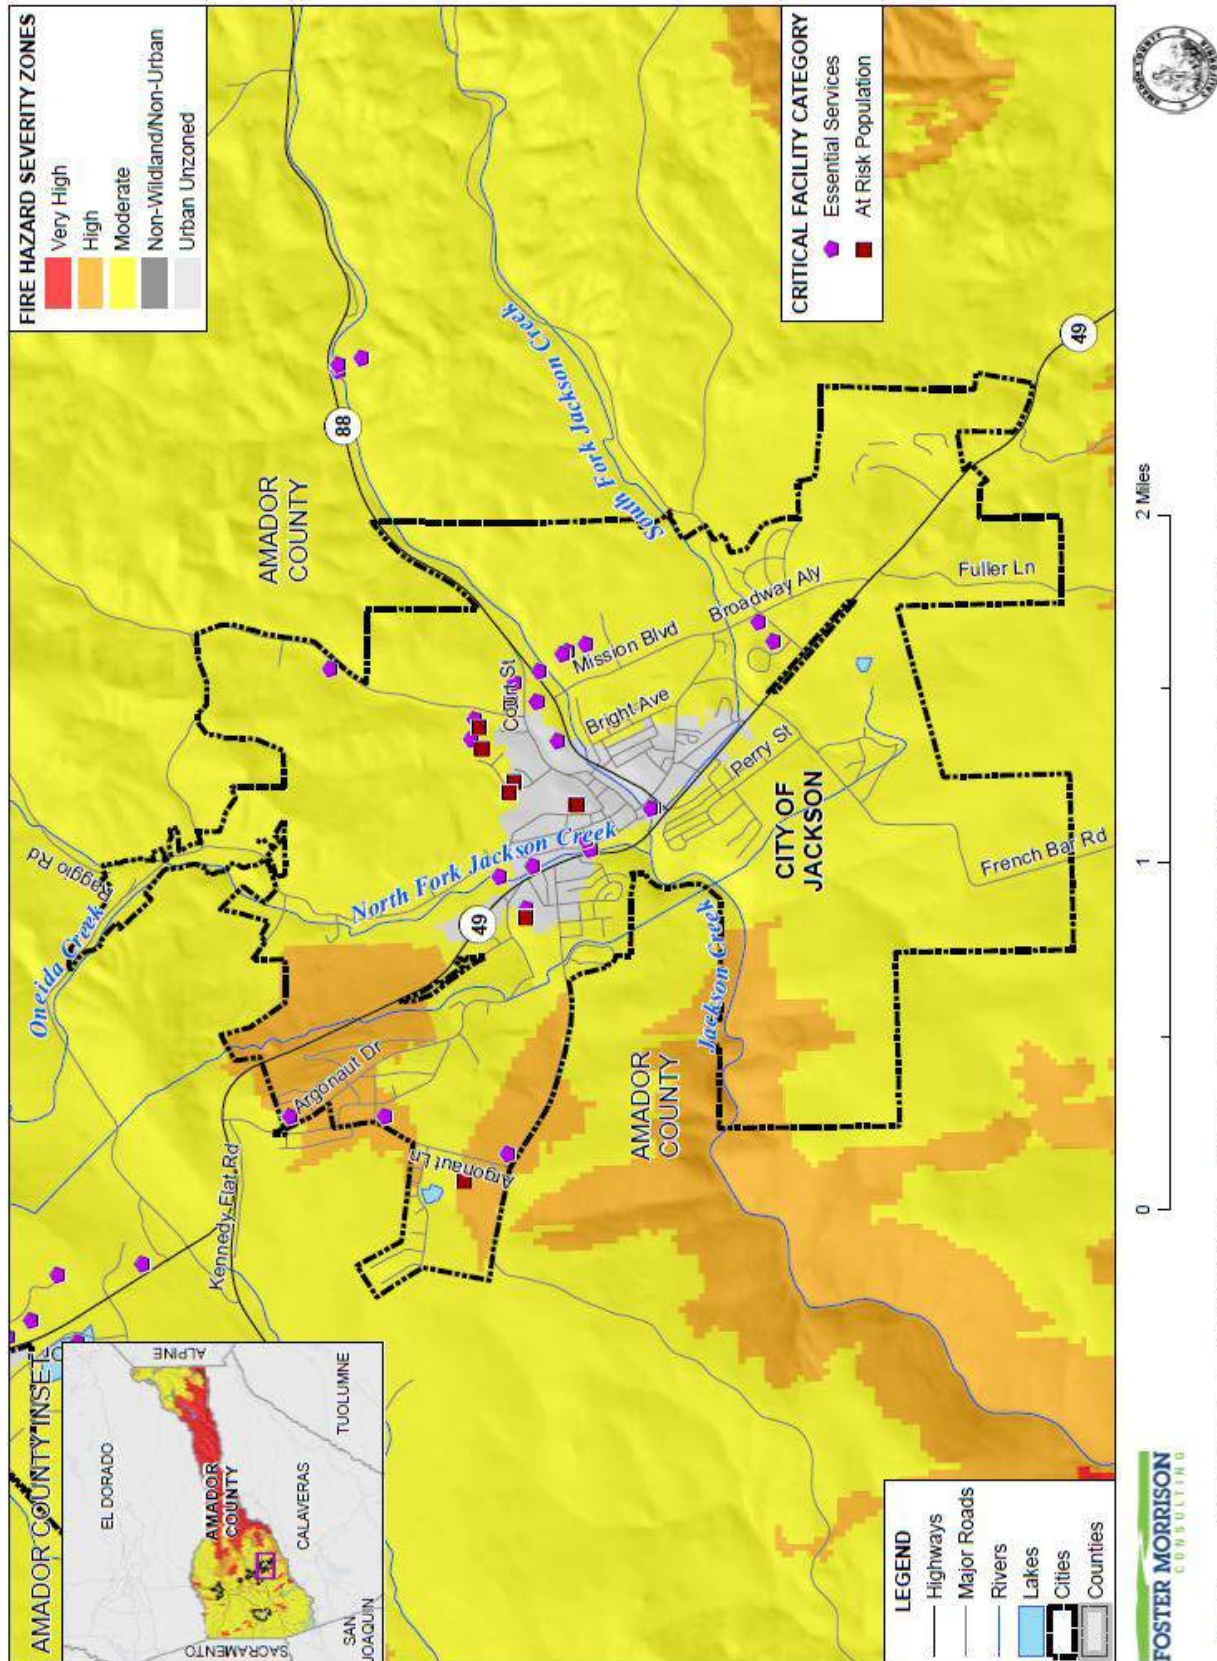 AMADOR COUNTY INSET
EL DORADO
ALPINE
AMADOR
COUNTY
SACRAMENTO
CALAVERAS
TUOLUMNE
SAN
JOAQUIN
FIRE HAZARD SEVERITY ZONES
Very High
High
Moderate
Non-Wildland/Non-Urban
Urban Unzoned
Oneida Creek
Raggio Rd
Kennedy Flat Rd
AMADOR
COUNTY
88
Argonaut Dr
North Fork Jackson Creek
49
Argonaut Ln
Court St
South Fork Jackson Creek
Mission Blvd
Bright Ave
Broadway Aly
Perry St
AMADOR
COUNTY
Jackson Creek
CITY OF
JACKSON
French Bar Rd
Fuller Ln
49
CRITICAL FACILITY CATEGORY
Essential Services
At Risk Population
LEGEND
Highways
Major Roads
Rivers
Lakes
Cities
Counties
0
1
2 Miles
FOSTER MORRISON
CONSULTING
AMADOR COUNTY